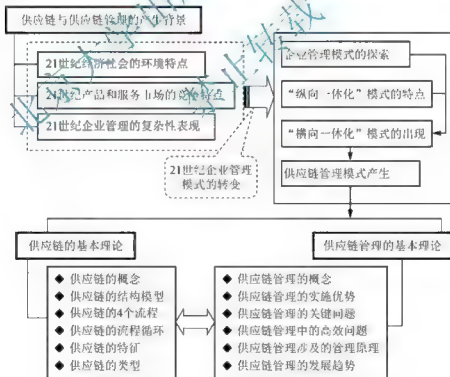 供应链与供应链管理的产生背景
21世纪经济社会的环境特点
21世纪产品和服务市场的竞争特点
21世纪企业管理的复杂性表现
21世纪企业管理
模式的转变
企业管理模式的探索
“纵向一体化”模式的特点
“横向一体化”模式的出现
供应链管理模式产生
供应链的基本理论
供应链管理的基本理论
◆ 供应链的概念
◆ 供应链的结构模型
◆ 供应链的4个流程
◆ 供应链的流程循环
◆ 供应链的特征
◆ 供应链的类型
◆ 供应链管理的概念
◆ 供应链管理的实施优势
◆ 供应链管理的关键问题
◆ 供应链管理中的高效问题
◆ 供应链管理涉及的管理原理
◆ 供应链管理的发展趋势
禁止转载